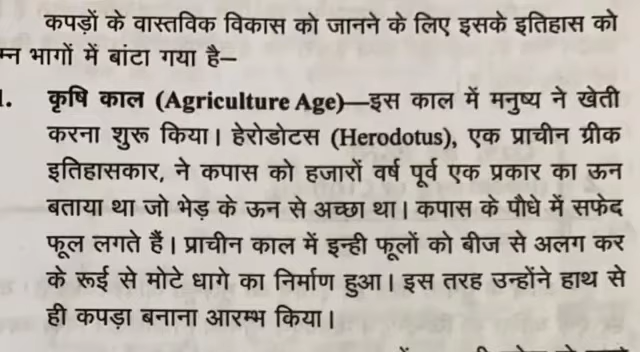 कपड़ों के वास्तविक विकास को जानने के लिए इसके इतिहास को
म्न भागों में बांटा गया है–
1. कृषि काल (Agriculture Age)—इस काल में मनुष्य ने खेती
करना शुरू किया। हेरोडोटस (Herodotus), एक प्राचीन ग्रीक
इतिहासकार, ने कपास को हजारों वर्ष पूर्व एक प्रकार का ऊन
बताया था जो भेड़ के ऊन से अच्छा था। कपास के पौधे में सफेद
फूल लगते हैं। प्राचीन काल में इन्ही फूलों को बीज से अलग कर
के रूई से मोटे धागे का निर्माण हुआ। इस तरह उन्होंने हाथ से
ही कपड़ा बनाना आरम्भ किया।